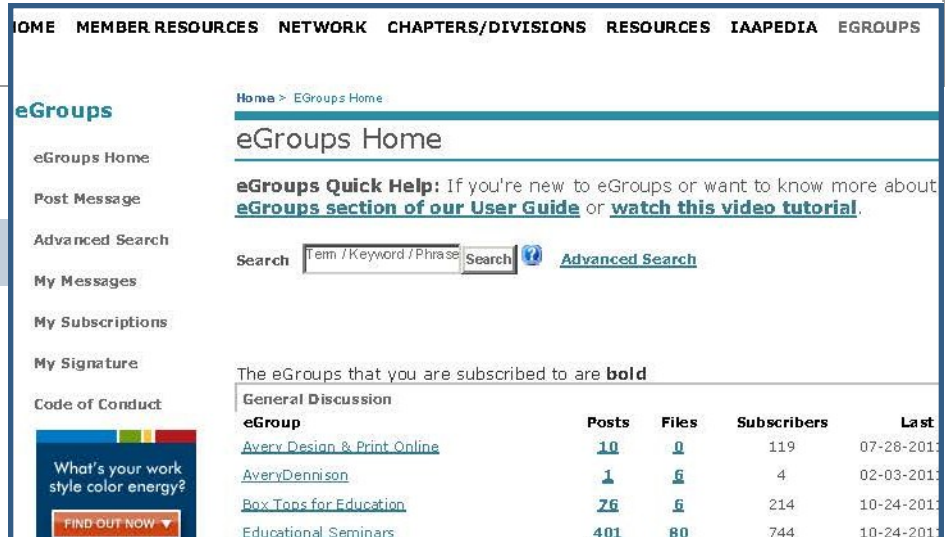 HOME MEMBER RESOURCES NETWORK CHAPTERS/DIVISIONS RESOURCES IAAPEDIA EGROUPS
eGroups
eGroups Home
Post Message
Advanced Search
My Messages
My Subscriptions
My Signature
Code of Conduct
What's your work
style color energy?
FIND OUT NOW
Home > EGroups Home
eGroups Home
eGroups Quick Help: If you're new to eGroups or want to know more about
eGroups section of our User Guide or watch this video tutorial.
Search Term / Keyword / Phrase Search ? Advanced Search
The eGroups that you are subscribed to are bold
General Discussion
eGroup Posts Files Subscribers Last
Avery Design & Print Online 10 0 119 07-28-2011
AveryDennison 1 6 4 02-03-2011
Box Tops for Education 76 6 214 10-24-2011
Educational Seminars 401 80 744 10-24-2011